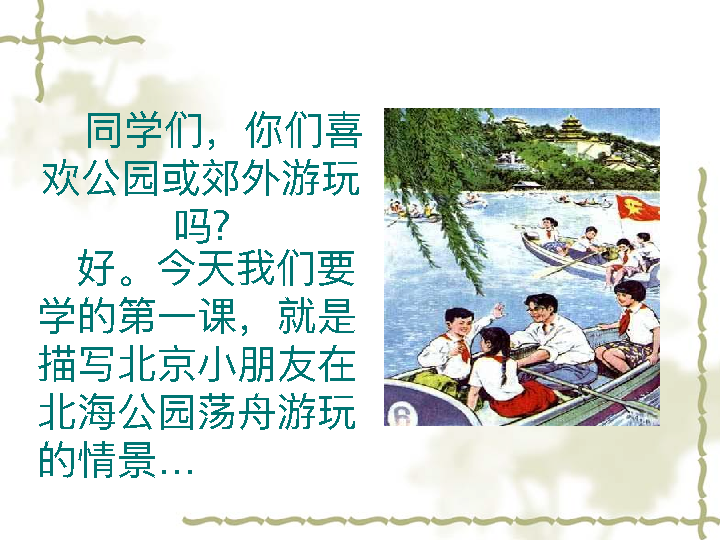 同学们，你们喜
欢公园或郊外游玩
吗?
好。今天我们要
学的第一课，就是
描写北京小朋友在
北海公园荡舟游玩
的情景…
6